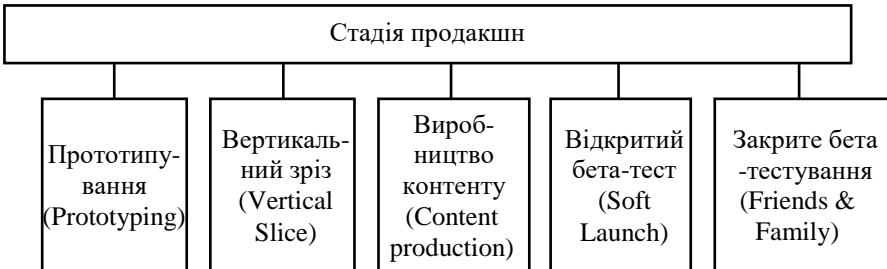 Стадія продакшн
Прототипу-
вання
(Prototyping)
Вертикаль-
ний зріз
(Vertical
Slice)
Вироб-
ництво
контенту
(Content
production)
Відкритий
бета-тест
(Soft
Launch)
Закрите бета
-тестування
(Friends &
Family)